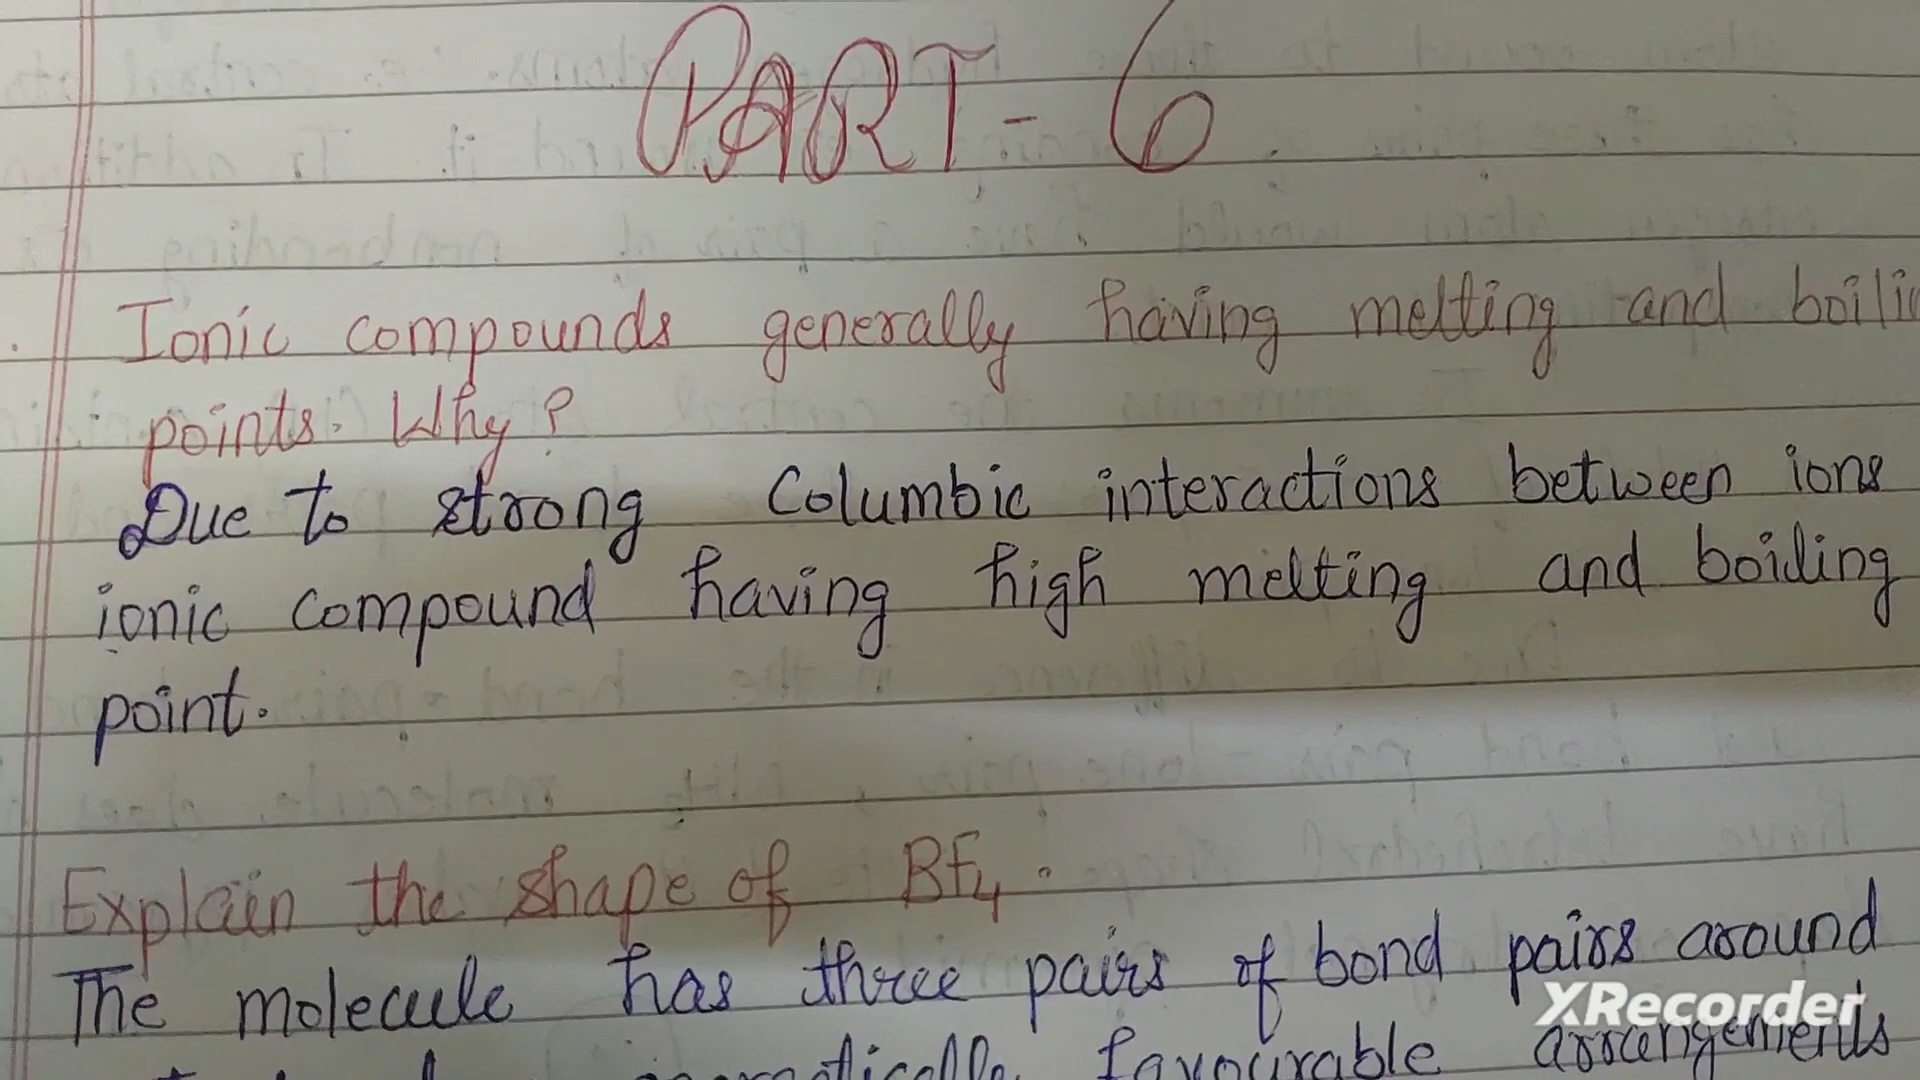 PART-6
Ionic compounds generally having melting and boilin
points. Why?
Due to strong Columbic interactions between ions
ionic compound having high melting and boiling
point.
Explain the shape of BF4.
The molecule has three pairs of bond pairs around
favourable arrangements
XRecorder